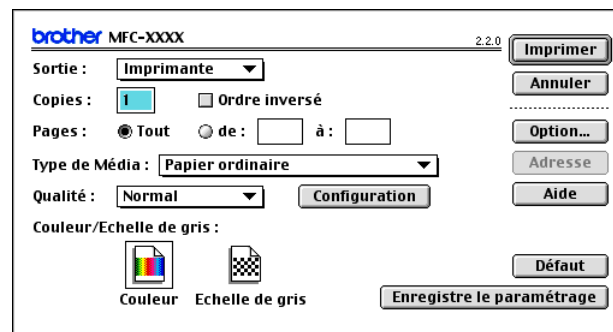 brother MFC-XXXX 2.2.0
Imprimer
Sortie : Imprimante
Annuler
Copies : 1 Ordre inversé
Pages : Tout de : à :
Option...
Type de Média : Papier ordinaire
Adresse
Qualité : Normal Configuration
Aide
Couleur/Echelle de gris :
Couleur Echelle de gris
Défaut
Enregistre le paramétrage